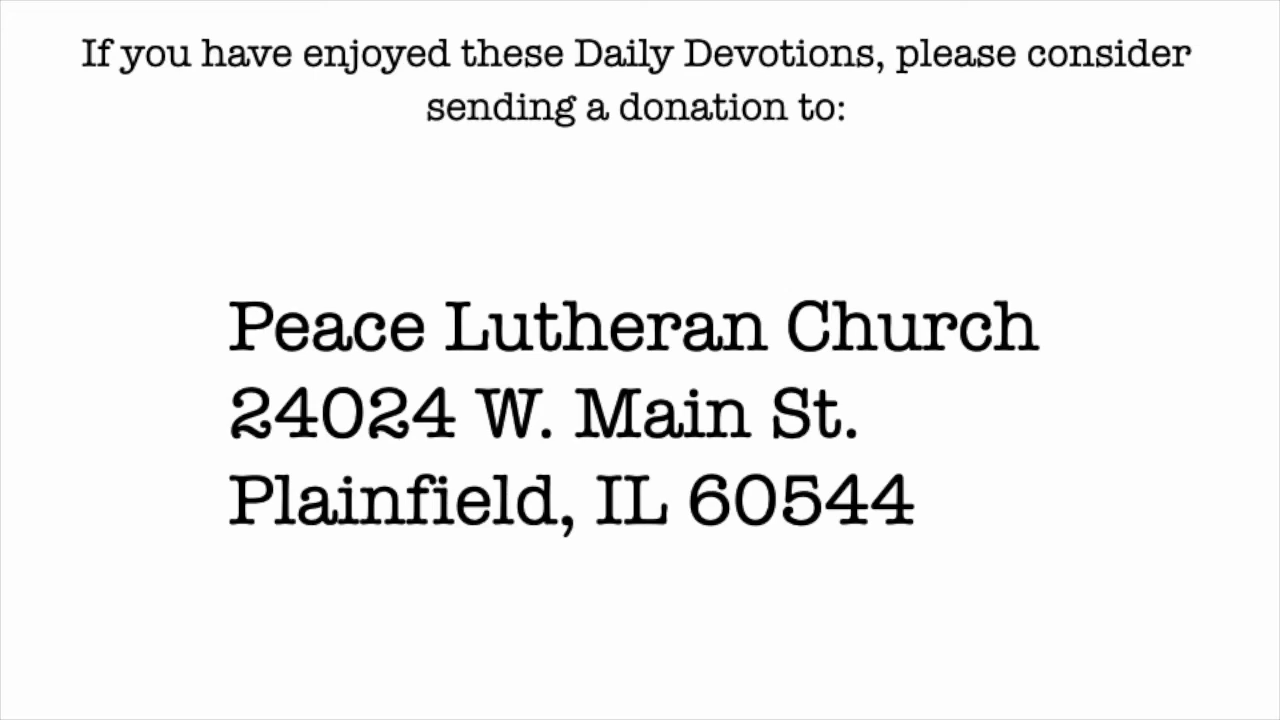 If you have enjoyed these Daily Devotions, please consider
sending a donation to:
Peace Lutheran Church
24024 W. Main St.
Plainfield, IL 60544